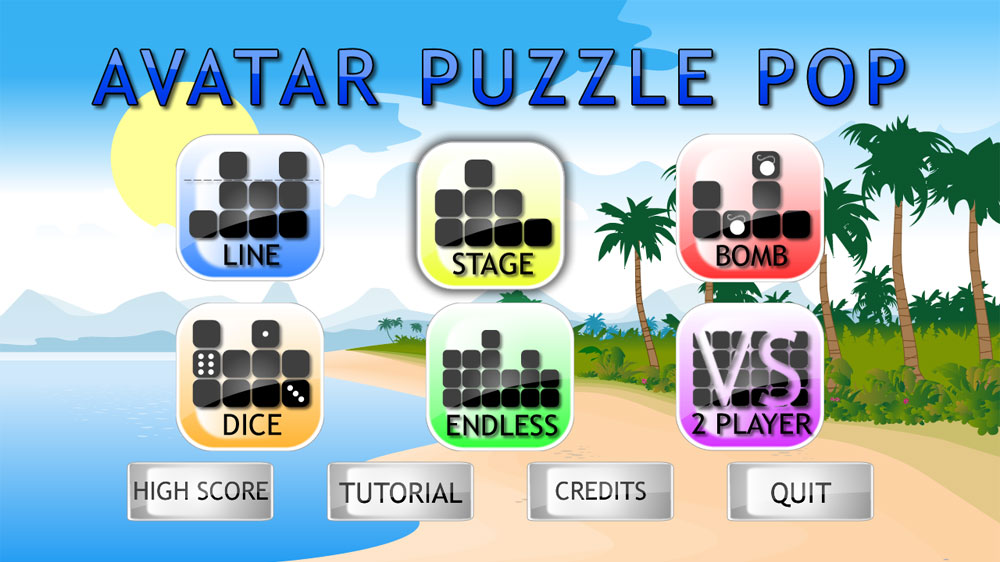 AVATAR PUZZLE POP
LINE
STAGE
BOMB
DICE
ENDLESS
VS
2 PLAYER
HIGH SCORE
TUTORIAL
CREDITS
QUIT